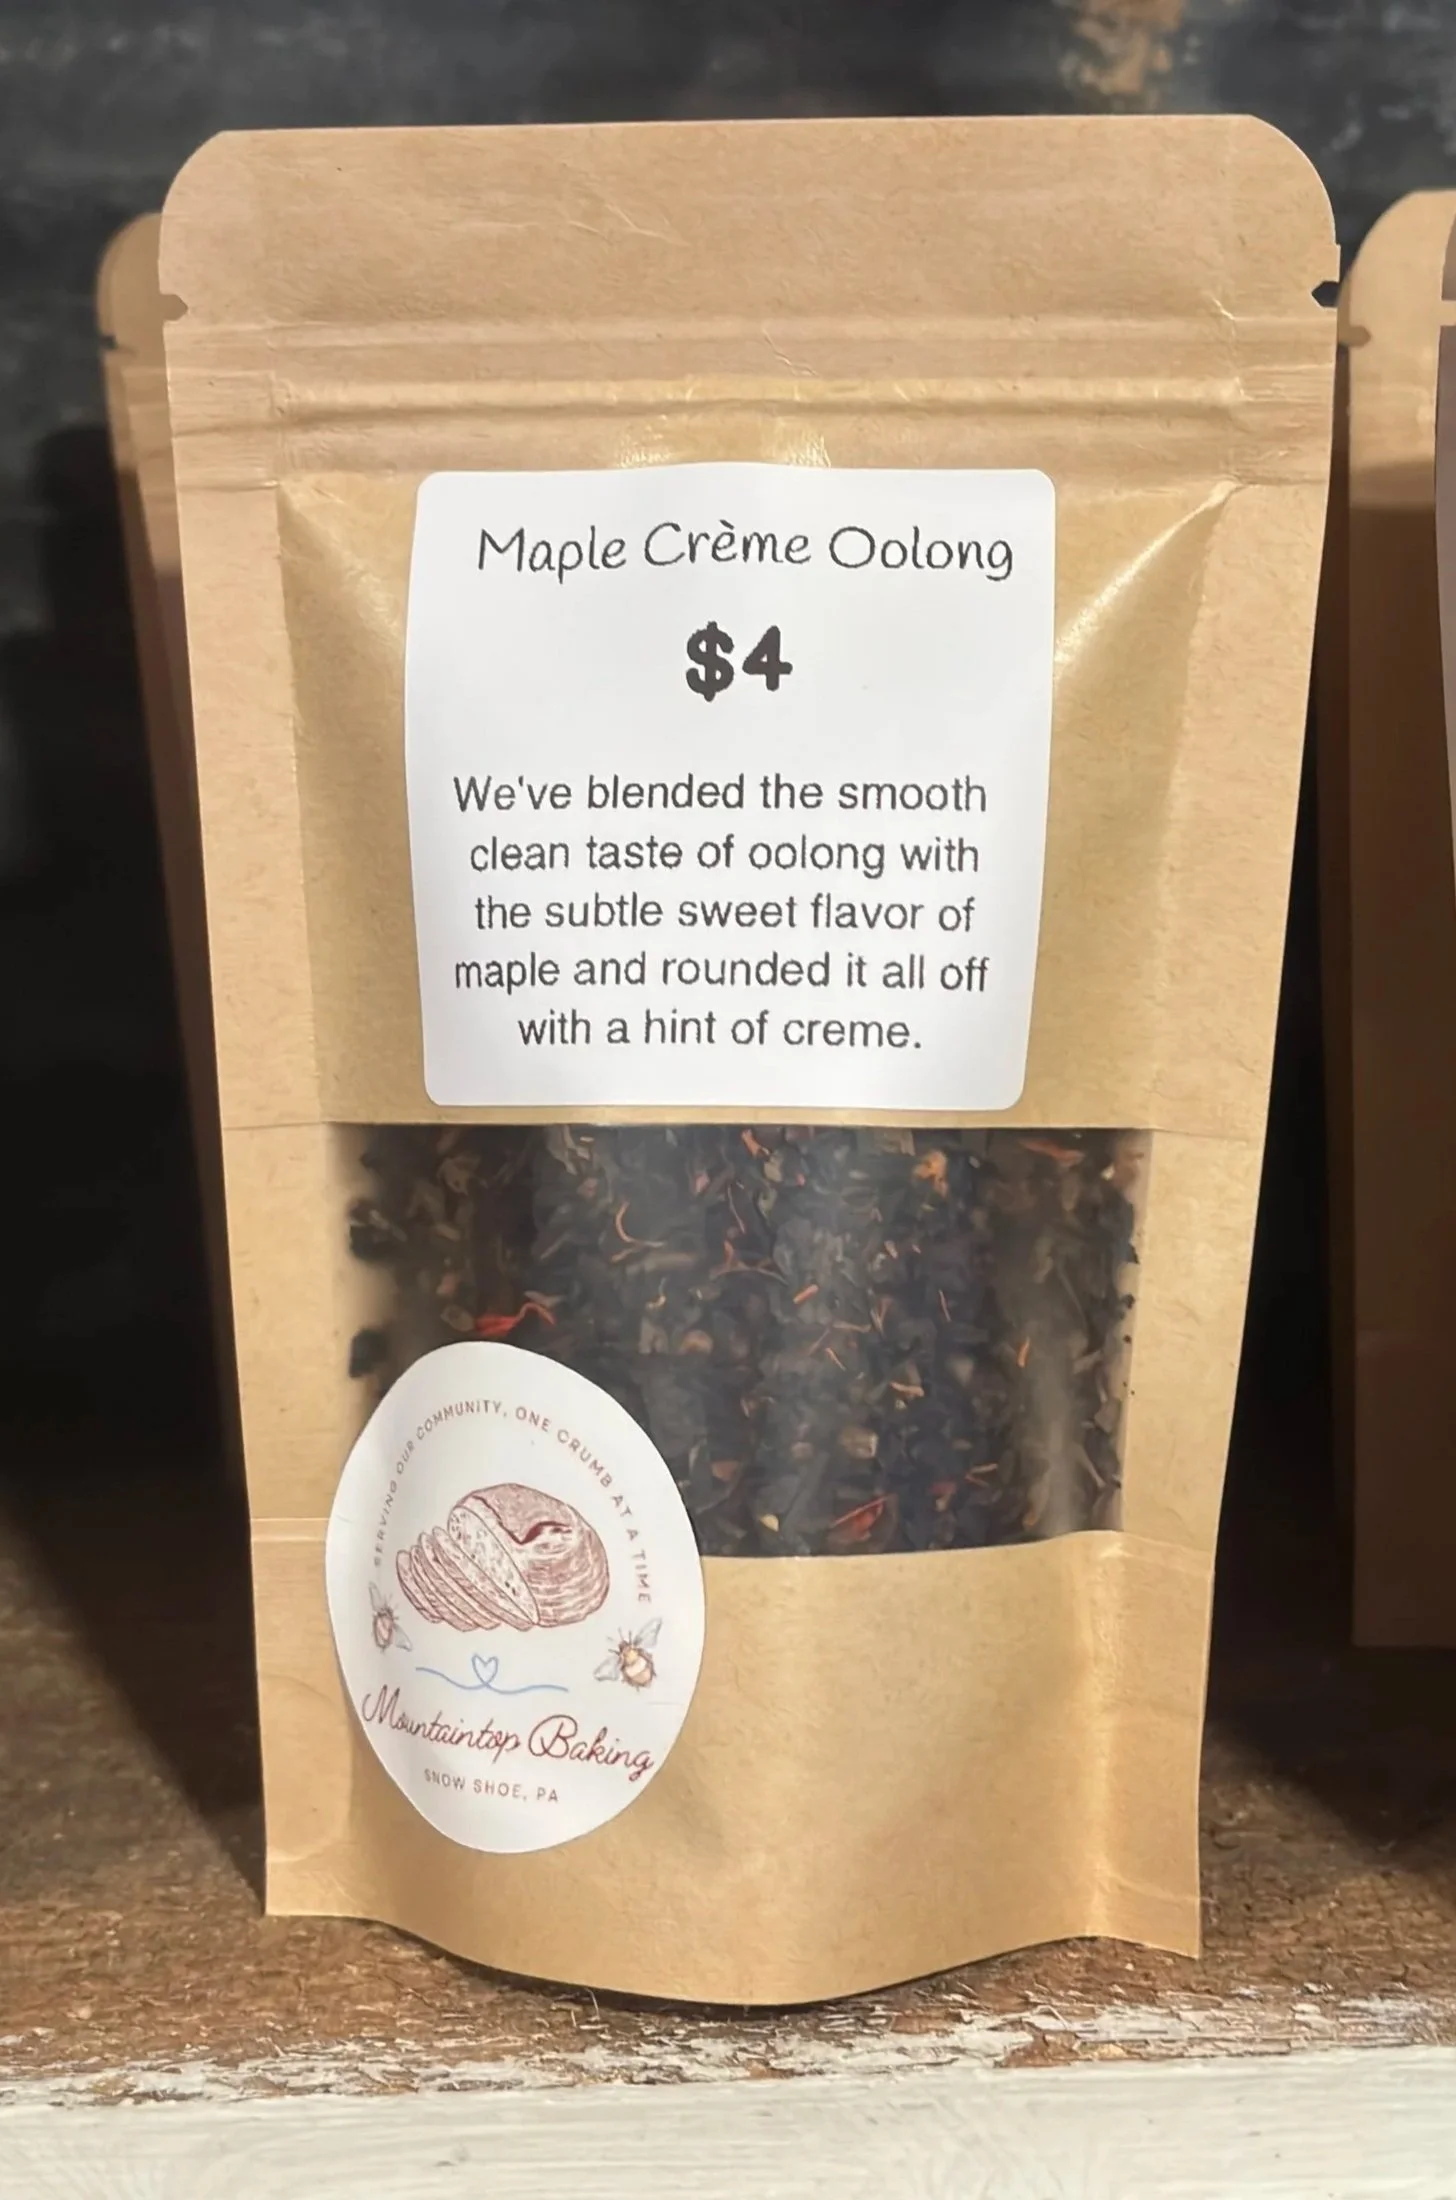 Maple Crème Oolong
$4
We've blended the smooth
clean taste of oolong with
the subtle sweet flavor of
maple and rounded it all off
with a hint of creme.
SERVING OUR COMMUNITY, ONE CRUMB AT A TIME
Mountaintop Baking
SNOW SHOE, PA